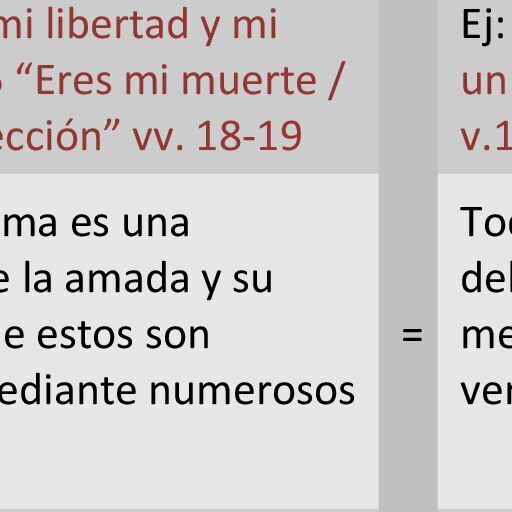 mi libertad y mi
“Eres mi muerte /
ección” vv. 18-19
ma es una
e la amada y su
e estos son
ediante numerosos
=
Ej:
un
v.1
To
del
me
ver